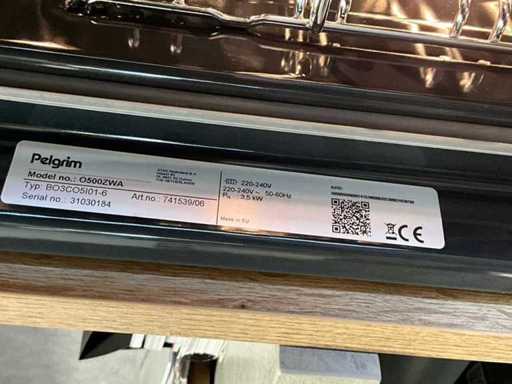 Pelgrim
Model no.: O500ZWA
Typ: BO3CO5I01-6
Serial no.: 31030184
Art.no.: 741539/06
220-240V
220-240V ~ 50-60Hz
3,5 kW
Made in EU
CE